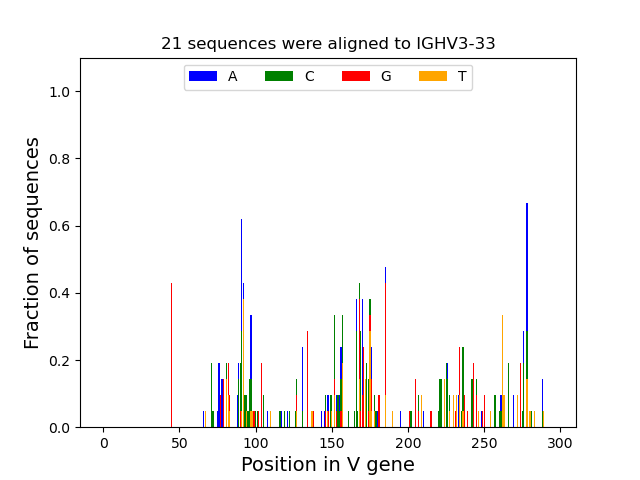 21 sequences were aligned to IGHV3-33
A C G T
Fraction of sequences
1.0
0.8
0.6
0.4
0.2
0.0
0 50 100 150 200 250 300
Position in V gene